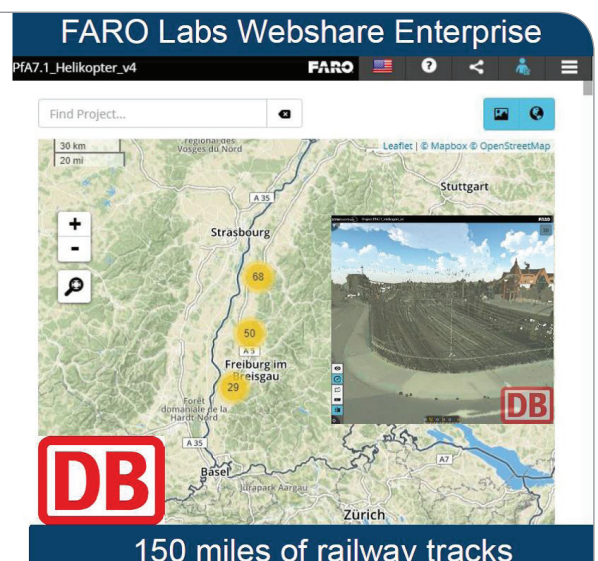 FARO Labs Webshare Enterprise
PfA7.1_Helikopter_v4
FARO
?
Find Project...
30 km
20 mi
régional des
Vosges du Nord
Leaflet | © Mapbox © OpenStreetMap
Stuttgart
A 35
+
-
Strasbourg
FARO
68
50
A 5
Freiburg im
Breisgau
29
Forêt
domaniale de la
Hardt-Nord
DB
A 35
A7
DB
Basel
Jurapark Aargau
Zürich
150 miles of railway tracks